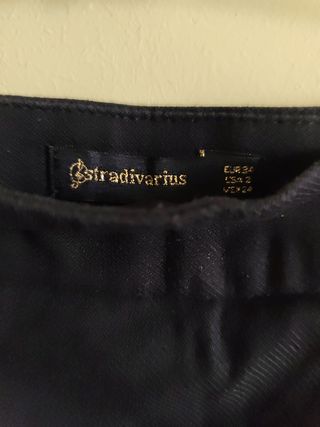 stradivarius
EUR 34
USA 2
MEX 24